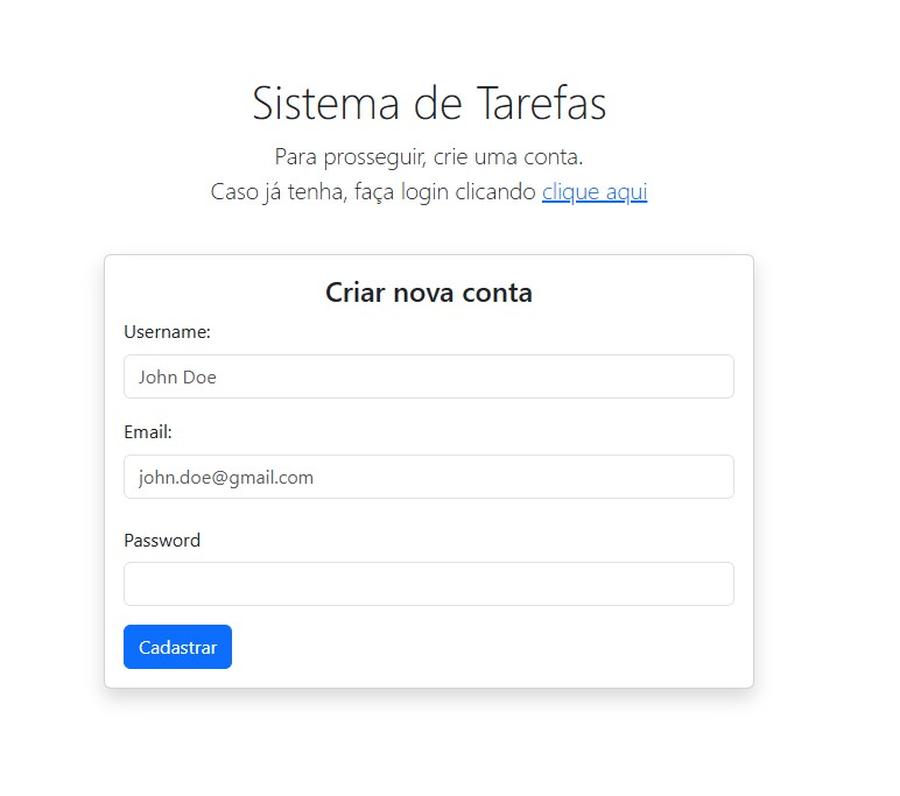 Sistema de Tarefas
Para prosseguir, crie uma conta.
Caso já tenha, faça login clicando clique aqui
Criar nova conta
Username:
John Doe
Email:
john.doe@gmail.com
Password
Cadastrar